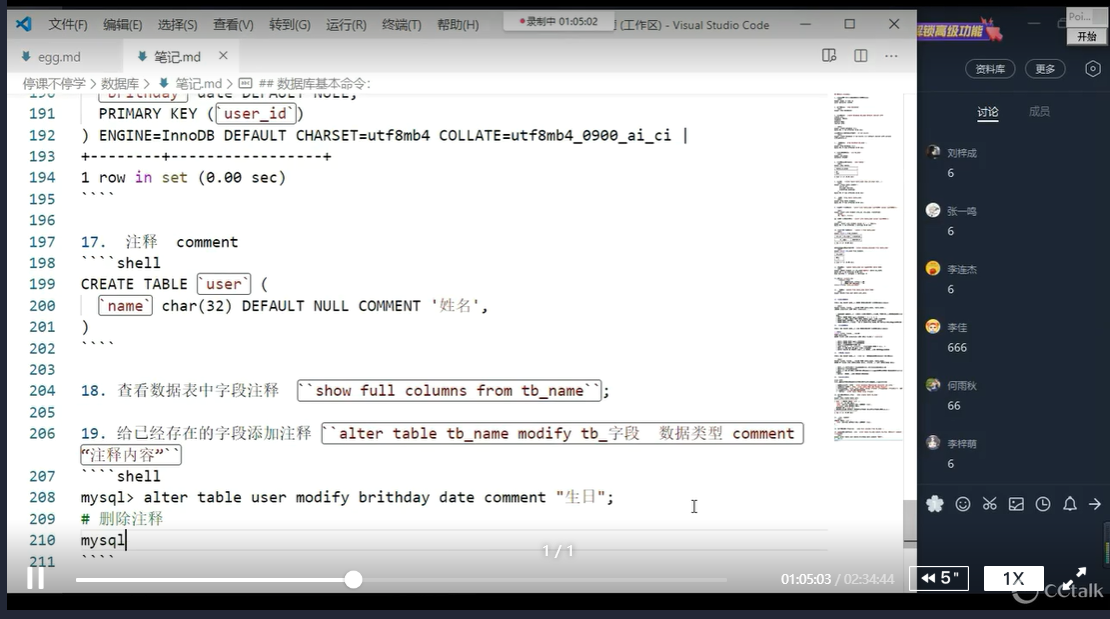 文件(F) 编辑(E) 选择(S) 查看(V) 转到(G) 运行(R) 终端(T) 帮助(H) 录制中 01:05:02 (工作区) - Visual Studio Code
解锁高级功能
Poi...
开始
egg.md 笔记.md
停课不停学 > 数据库 > 笔记.md > ## 数据库基本命令:
资料库 更多
讨论 成员
190 `brithday` date DEFAULT NULL,
191 PRIMARY KEY (`user_id`)
192 ) ENGINE=InnoDB DEFAULT CHARSET=utf8mb4 COLLATE=utf8mb4_0900_ai_ci |
193 +--------+-----------------+
194 1 row in set (0.00 sec)
195 ````
196
197 17. 注释 comment
198 ````shell
199 CREATE TABLE `user` (
200 `name` char(32) DEFAULT NULL COMMENT '姓名',
201 )
202 ````
203
204 18. 查看数据表中字段注释 ``show full columns from tb_name``;
205
206 19. 给已经存在的字段添加注释 ``alter table tb_name modify tb_字段 数据类型 comment
“注释内容”``
207 ````shell
208 mysql> alter table user modify brithday date comment "生日";
209 # 删除注释
210 mysql
211 ````
刘梓成
6
张一鸣
6
李连杰
6
李佳
666
何雨秋
66
李梓萌
6
1 / 1
01:05:03 / 02:34:44
5"
1X
CCtalk